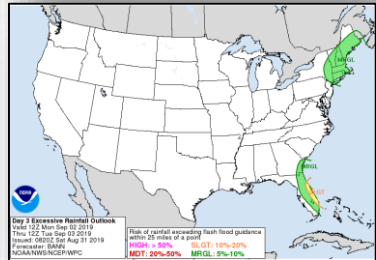 MRGL
MRGL
SLGT
NOAA
Day 3 Excessive Rainfall Outlook
Valid 12Z Mon Sep 02 2019
Thru 12Z Tue Sep 03 2019
Issued: 0820Z Sat Aug 31 2019
Forecaster: BANN
NOAA/NWS/NCEP/WPC
Risk of rainfall exceeding flash flood guidance
within 25 miles of a point
HIGH: > 50% SLGT: 10%-20%
MDT: 20%-50% MRGL: 5%-10%